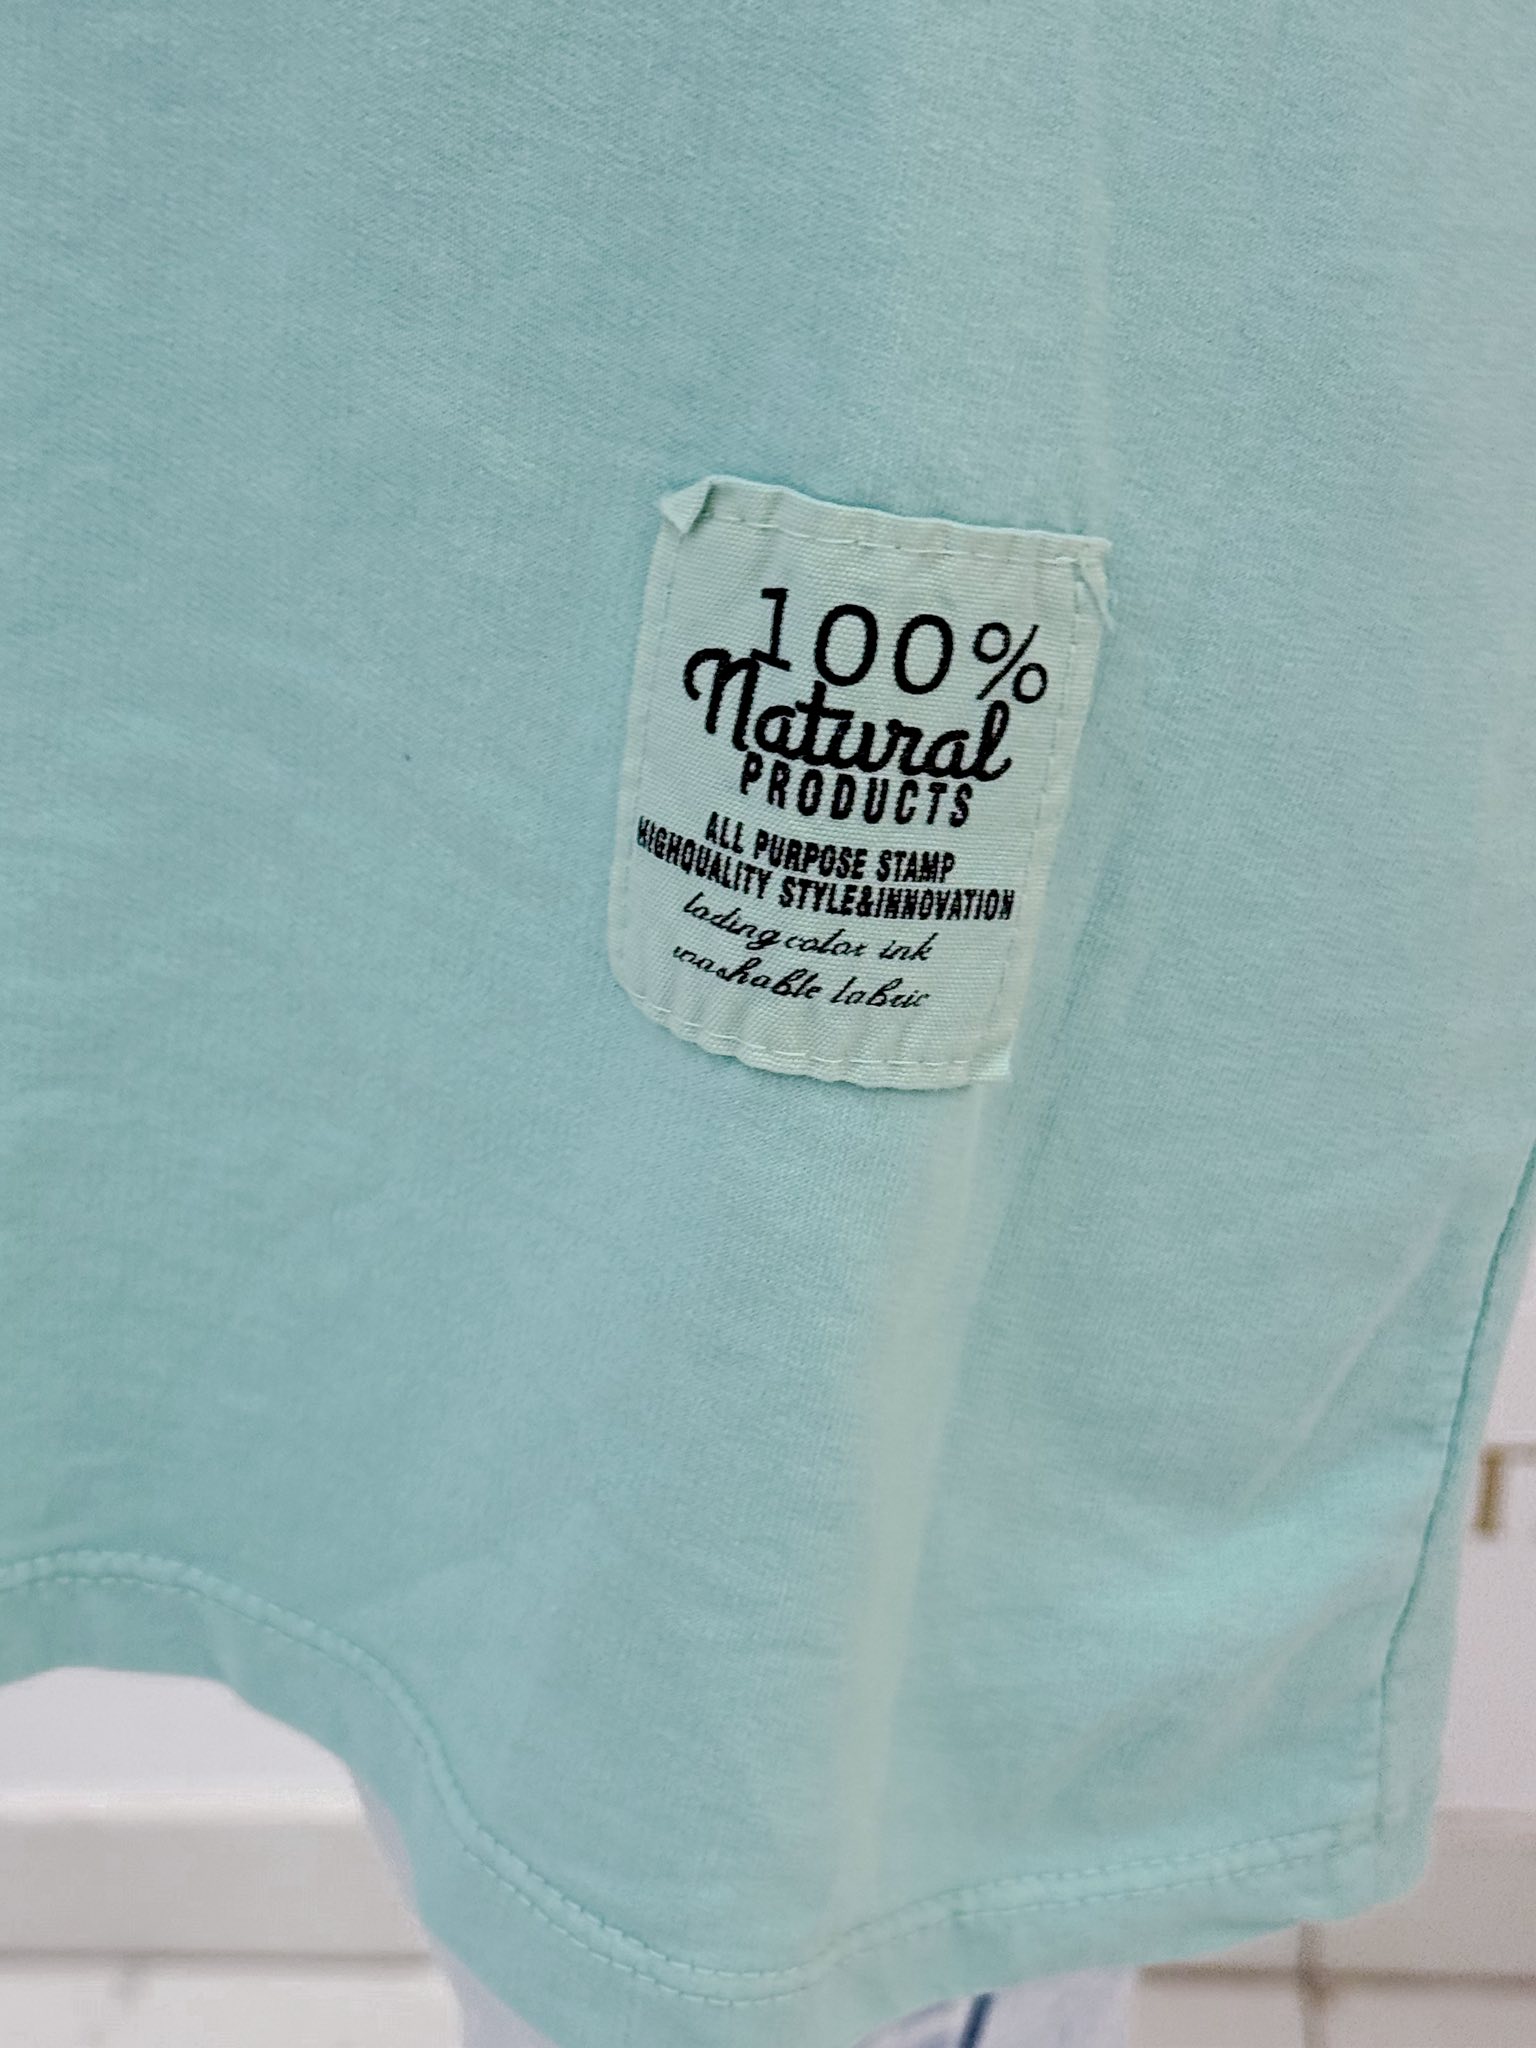 100%
Natural
PRODUCTS
ALL PURPOSE STAMP
HIGHQUALITY STYLE&INNOVATION
lading color ink
washable labric